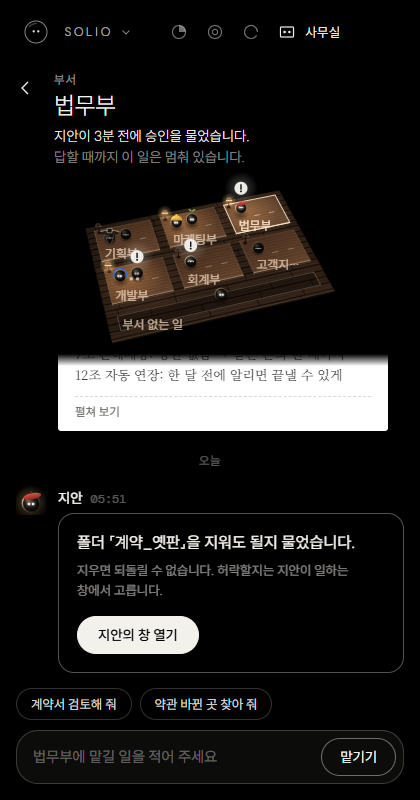 SOLIO
사무실
부서
법무부
지안이 3분 전에 승인을 물었습니다.
답할 때까지 이 일은 멈춰 있습니다.
법무부
마케팅부
기획부
고객지…
회계부
개발부
부서 없는 일
12조 자동 연장: 한 달 전에 알리면 끝낼 수 있게
펼쳐 보기
오늘
지안 05:51
폴더 「계약_옛판」을 지워도 될지 물었습니다.
지우면 되돌릴 수 없습니다. 허락할지는 지안이 일하는
창에서 고릅니다.
지안의 창 열기
계약서 검토해 줘
약관 바뀐 곳 찾아 줘
법무부에 맡길 일을 적어 주세요
맡기기